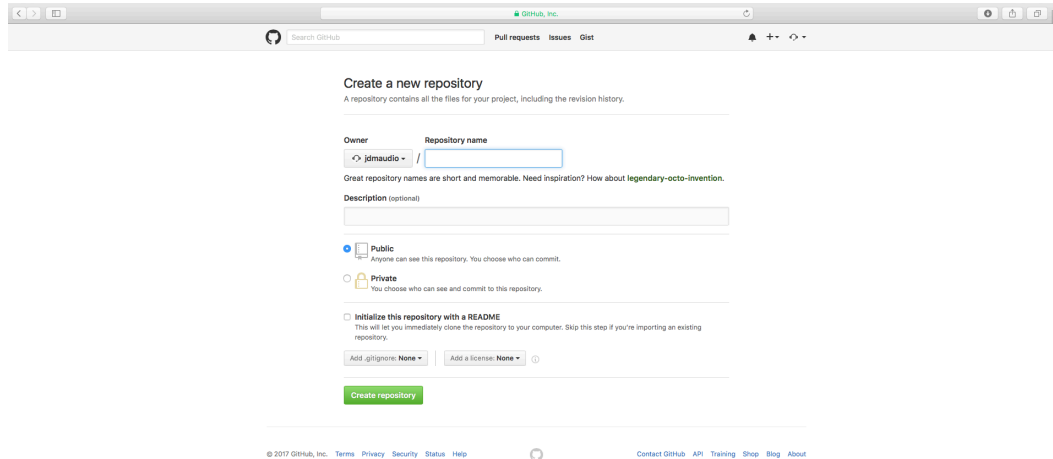 GitHub, Inc.
Search GitHub
Pull requests Issues Gist
Create a new repository
A repository contains all the files for your project, including the revision history.
Owner Repository name
jdmaudio /
Great repository names are short and memorable. Need inspiration? How about legendary-octo-invention.
Description (optional)
Public
Anyone can see this repository. You choose who can commit.
Private
You choose who can see and commit to this repository.
Initialize this repository with a README
This will let you immediately clone the repository to your computer. Skip this step if you're importing an existing
repository.
Add .gitignore: None Add a license: None
Create repository
© 2017 GitHub, Inc. Terms Privacy Security Status Help Contact GitHub API Training Shop Blog About